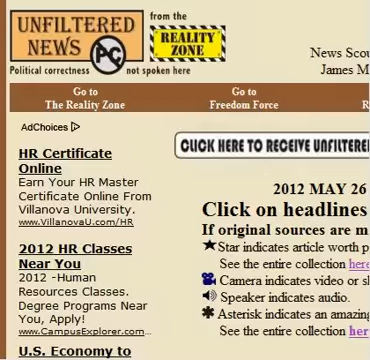 UNFILTERED
NEWS
PC
Political correctness not spoken here
from the
REALITY
ZONE
News Scou
James M
Go to
The Reality Zone
Go to
Freedom Force
R
AdChoices
CLICK HERE TO RECEIVE UNFILTERE
HR Certificate
Online
Earn Your HR Master
Certificate Online From
Villanova University.
www.VillanovaU.com/HR
2012 HR Classes
Near You
2012 -Human
Resources Classes.
Degree Programs Near
You, Apply!
www.CampusExplorer.com...
U.S. Economy to
2012 MAY 26
Click on headlines
If original sources are m
Star indicates article worth p
See the entire collection here
Camera indicates video or sl
Speaker indicates audio.
Asterisk indicates an amazing
See the entire collection her